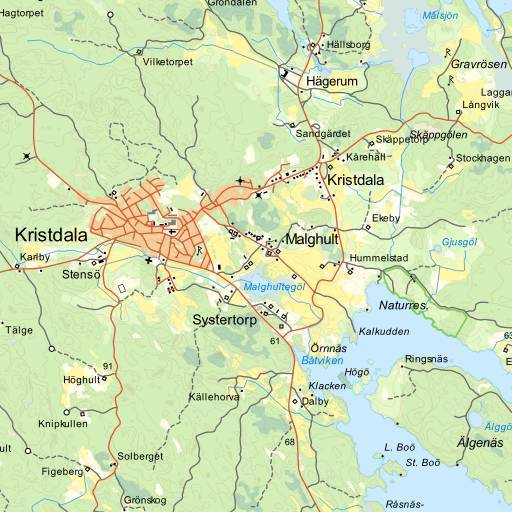 Hagtorpet
Grondalen
Målsjön
Hällsborg
Vilketorpet
Gravrösen
Hägerum
Laggar
Långvik
Sandgärdet
Skäppetorp
Skäppgölen
Kårehäll
Stockhagen
Kristdala
Ekeby
Kristdala
Malghult
Gjusgöl
Karlby
Hummelstad
Stensö
Malghultegöl
Naturres.
Systertorp
Kalkudden
Tälge
61
Örnnäs
63
Båtviken
Ringsnäs
E
91
Högö
Höghult
Klacken
Källehorva
Dalby
Knipkullen
Älggö
68
Älgenäs
L. Boö
Solberget
St. Boö
Figeberg
Grönskog
Råsnäs-